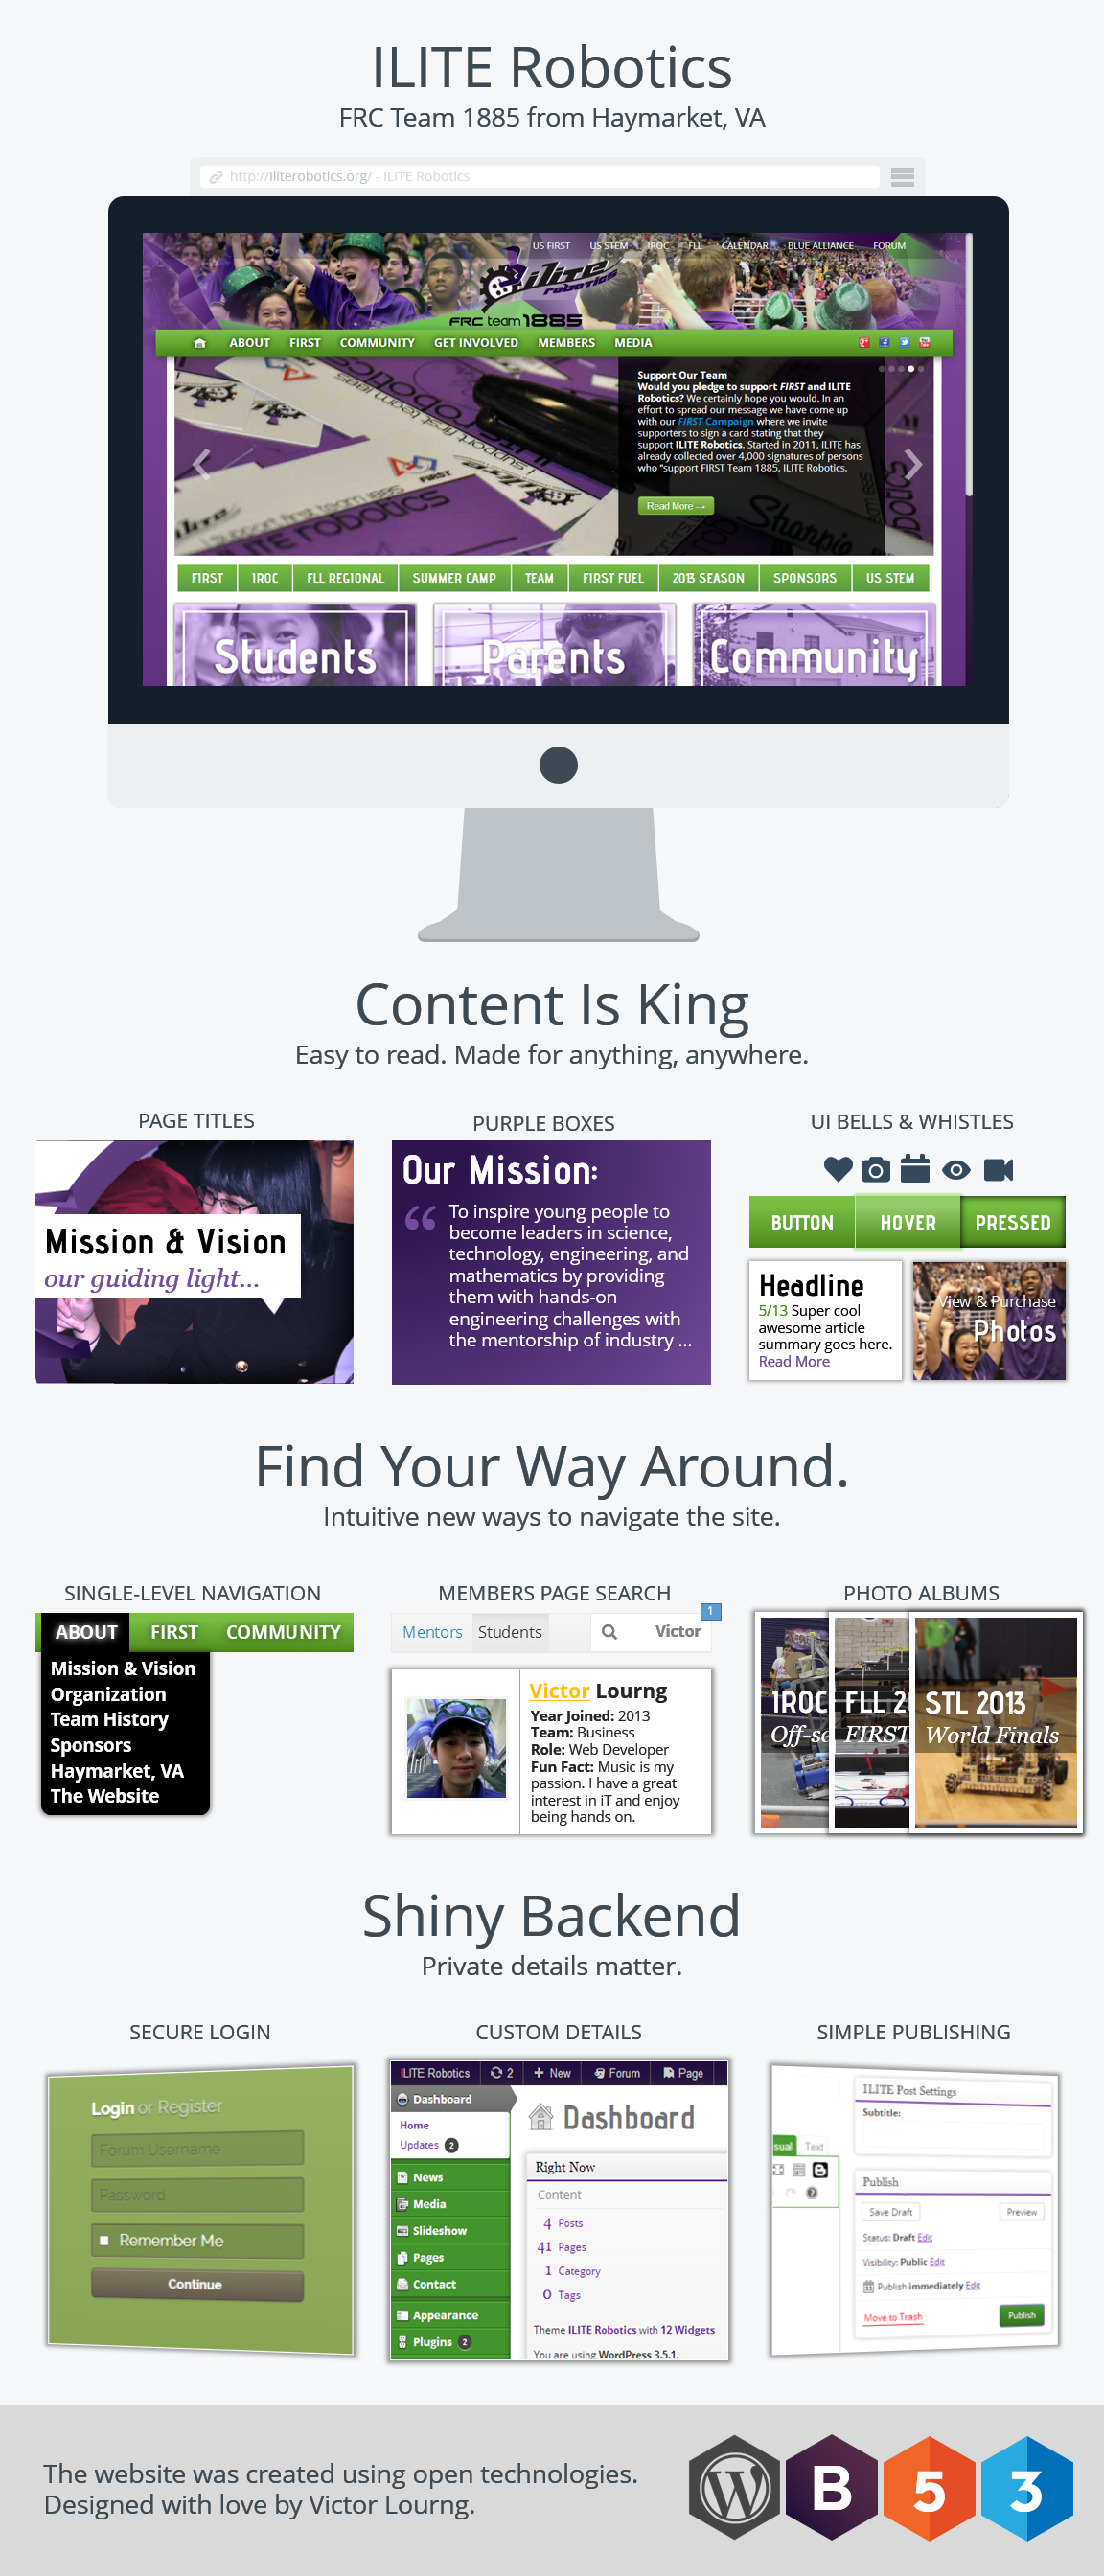 ILITE Robotics
FRC Team 1885 from Haymarket, VA
http://Iliterobotics.org/ - ILITE Robotics
US FIRST US STEM IROC FLL CALENDAR BLUE ALLIANCE FORUM
ilite
robotics
FRC team 1885
ABOUT FIRST COMMUNITY GET INVOLVED MEMBERS MEDIA
Support Our Team
Would you pledge to support FIRST and ILITE
Robotics? We certainly hope you would. In an
effort to spread our message we have come up
with our FIRST Campaign where we invite
supporters to sign a card stating that they
support ILITE Robotics. Started in 2011, ILITE has
already collected over 4,000 signatures of persons
who "support FIRST Team 1885, ILITE Robotics.
Read More →
Sharpie
FIRST IROC FLL REGIONAL SUMMER CAMP TEAM FIRST FUEL 2013 SEASON SPONSORS US STEM
Students Parents Community
Content Is King
Easy to read. Made for anything, anywhere.
PAGE TITLES
Mission & Vision
our guiding light...
PURPLE BOXES
Our Mission:
“ To inspire young people to
become leaders in science,
technology, engineering, and
mathematics by providing
them with hands-on
engineering challenges with
the mentorship of industry ...
UI BELLS & WHISTLES
BUTTON HOVER PRESSED
Headline
5/13 Super cool
awesome article
summary goes here.
Read More
View & Purchase
Photos
Find Your Way Around.
Intuitive new ways to navigate the site.
SINGLE-LEVEL NAVIGATION
ABOUT FIRST COMMUNITY
Mission & Vision
Organization
Team History
Sponsors
Haymarket, VA
The Website
MEMBERS PAGE SEARCH
1
Mentors Students Victor
Victor Lourng
Year Joined: 2013
Team: Business
Role: Web Developer
Fun Fact: Music is my
passion. I have a great
interest in iT and enjoy
being hands on.
PHOTO ALBUMS
IROC FLL 2 STL 2013
Off-se FIRST World Finals
Shiny Backend
Private details matter.
SECURE LOGIN
Login or Register
Forum Username
Password
Remember Me
Continue
CUSTOM DETAILS
ILITE Robotics 2 New Forum Page
Dashboard
Home
Updates 2
News
Media
Slideshow
Pages
Contact
Appearance
Plugins 2
Dashboard
Right Now
Content
4 Posts
41 Pages
1 Category
0 Tags
Theme ILITE Robotics with 12 Widgets
You are using WordPress 3.5.1.
SIMPLE PUBLISHING
sual Text
ILITE Post Settings
Subtitle:
Publish
Save Draft Preview
Status: Draft Edit
Visibility: Public Edit
Publish immediately Edit
Move to Trash Publish
The website was created using open technologies.
Designed with love by Victor Lourng.
W B 5 3